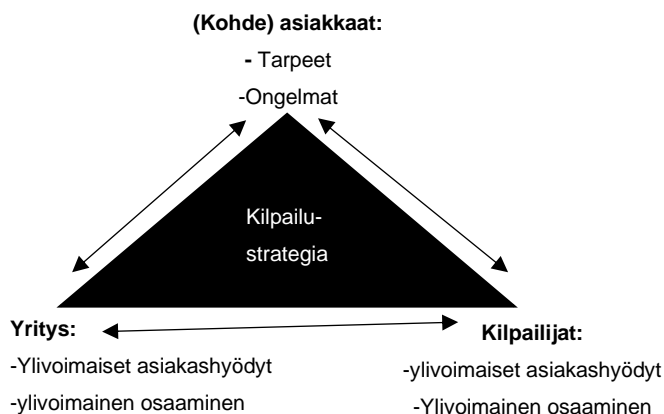 (Kohde) asiakkaat:
- Tarpeet
-Ongelmat
Kilpailu-
strategia
Yritys:
-Ylivoimaiset asiakashyödyt
-ylivoimainen osaaminen
Kilpailijat:
-ylivoimaiset asiakashyödyt
-Ylivoimainen osaaminen